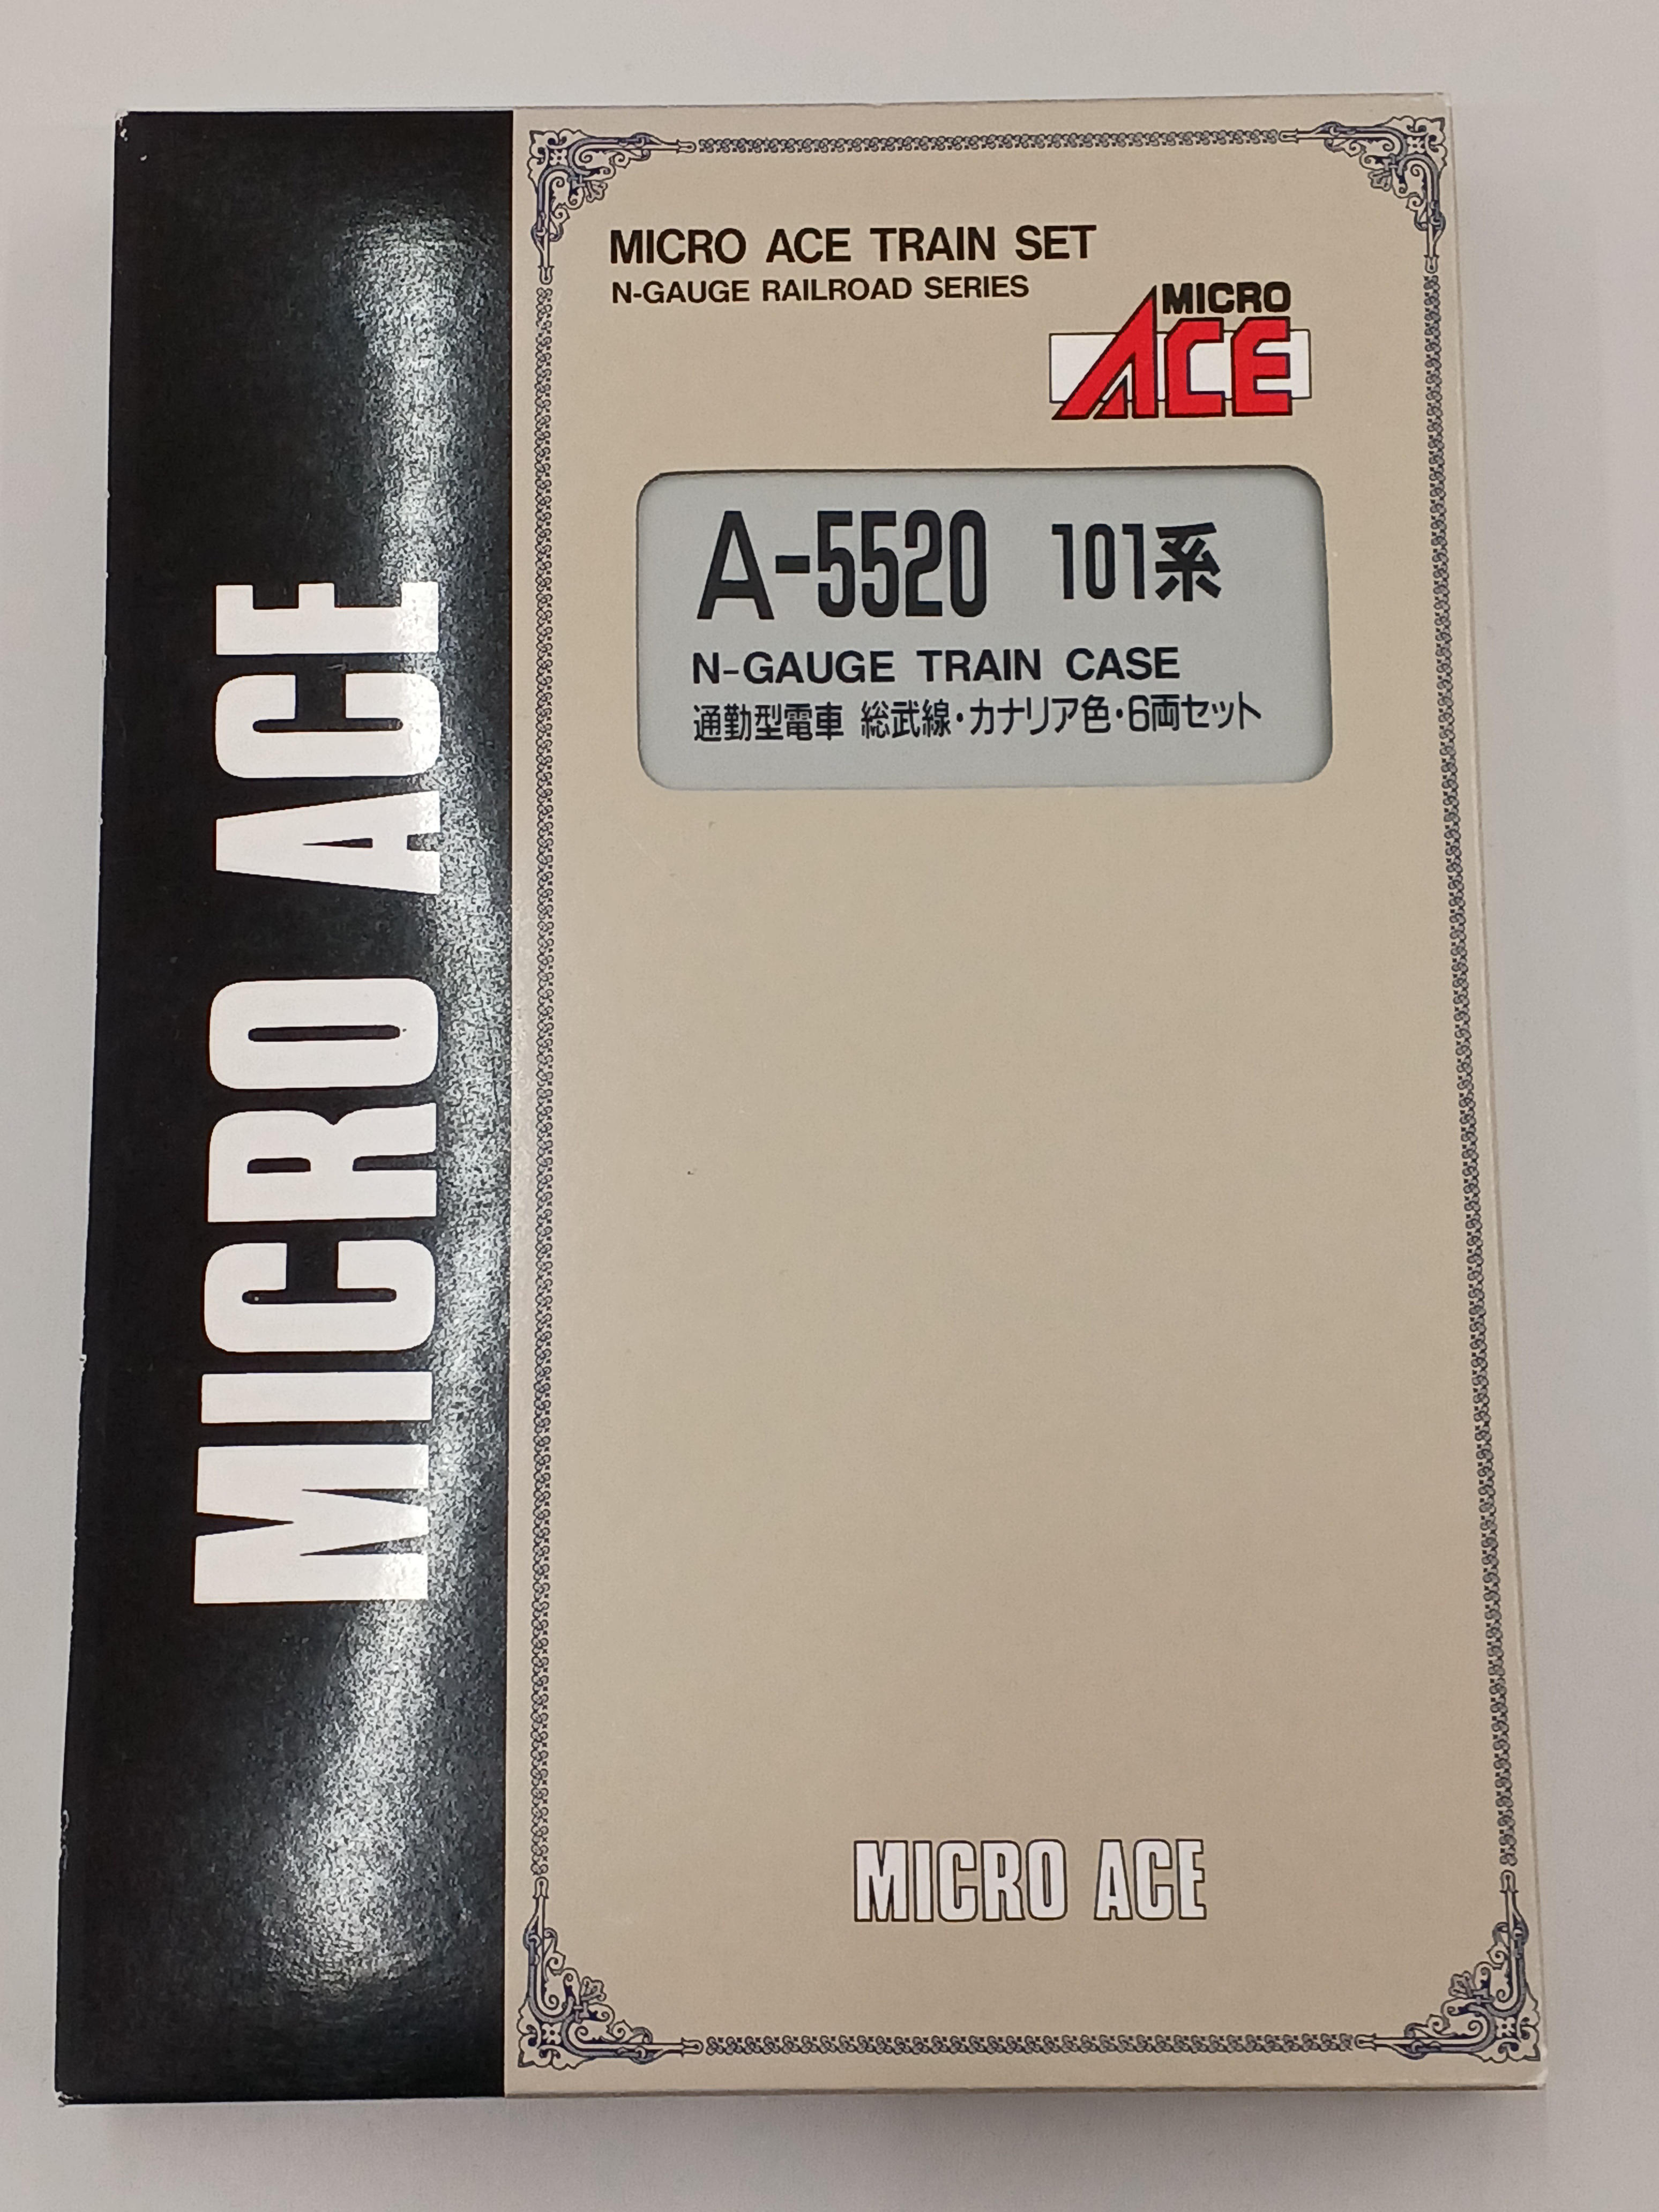 MICRO ACE
MICRO ACE TRAIN SET
N-GAUGE RAILROAD SERIES
MICRO
ACE
A-5520 101系
N-GAUGE TRAIN CASE
通勤型電車 総武線・カナリア色・6両セット
MICRO ACE